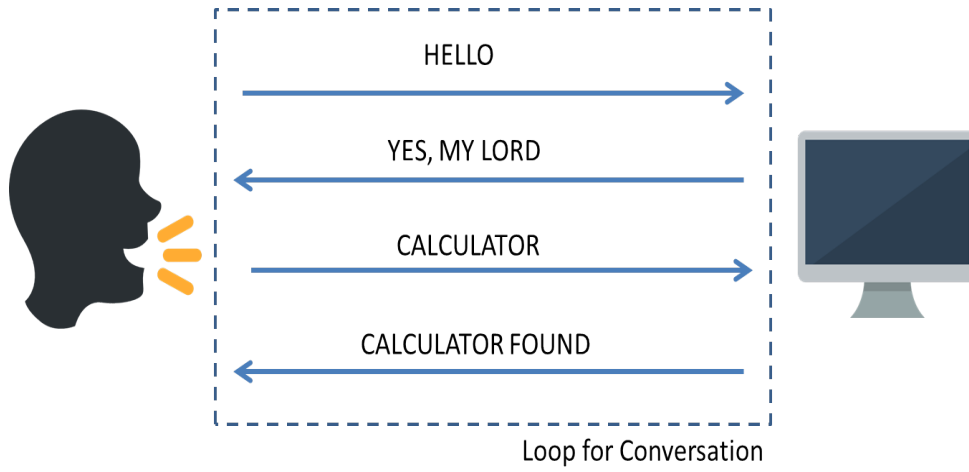 HELLO
YES, MY LORD
CALCULATOR
CALCULATOR FOUND
Loop for Conversation